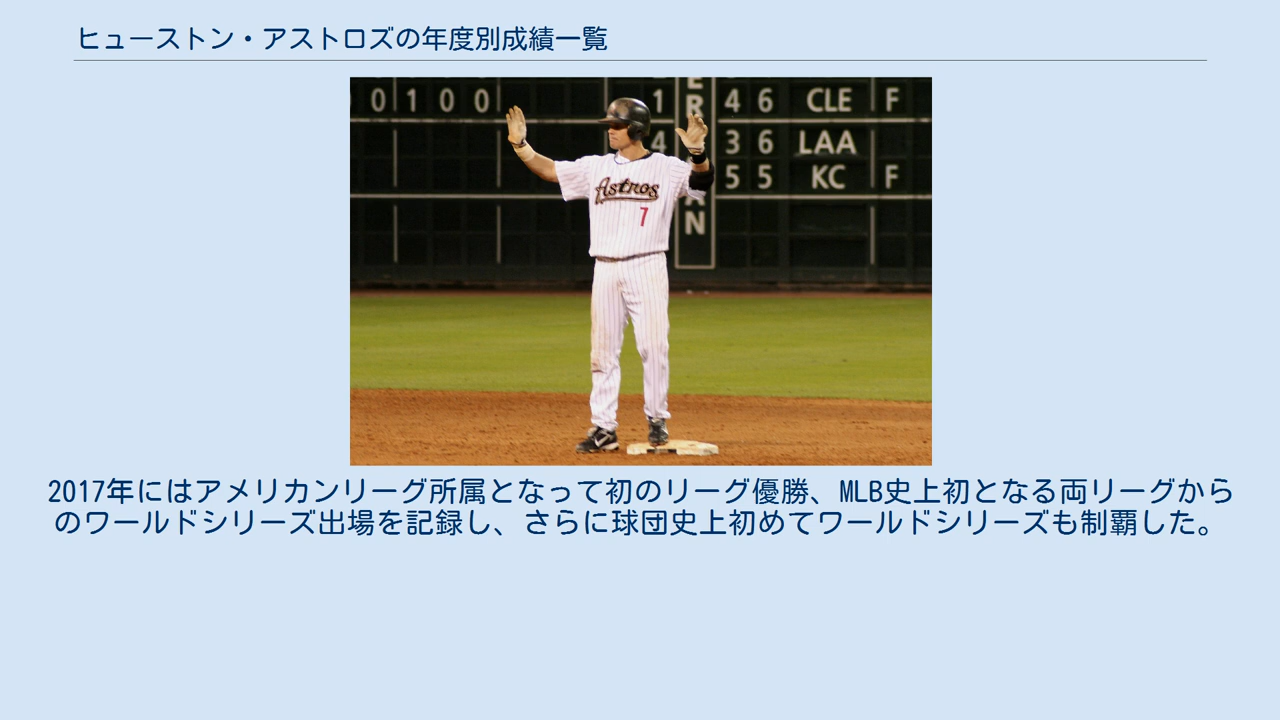 ヒューストン・アストロズの年度別成績一覧
0 1 0 0 1 E 4 6 CLE F
R
4 3 6 LAA
5 5 KC F
A
N
Astros
7
2017年にはアメリカンリーグ所属となって初のリーグ優勝、MLB史上初となる両リーグから
のワールドシリーズ出場を記録し、さらに球団史上初めてワールドシリーズも制覇した。